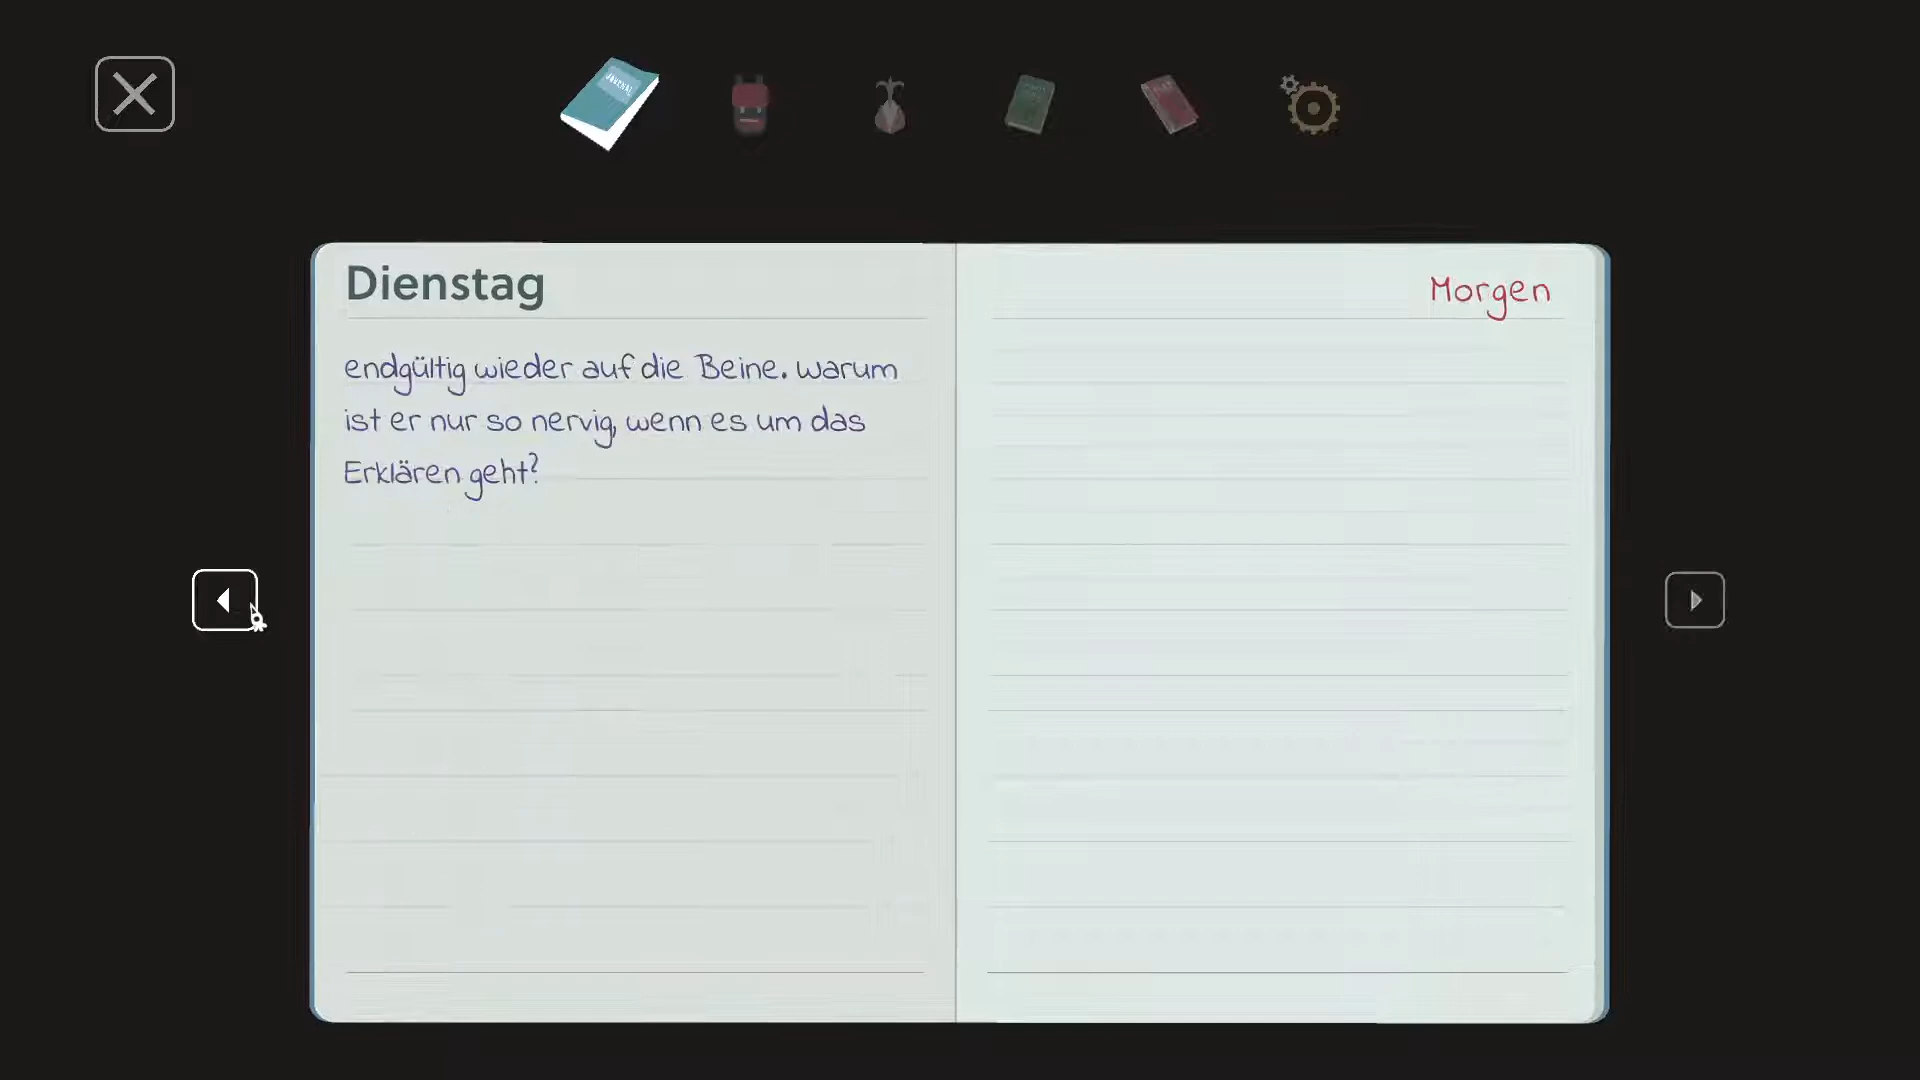 JOURNAL
Dienstag
Morgen
endgültig wieder auf die Beine. Warum
ist er nur so nervig, wenn es um das
Erklären geht?